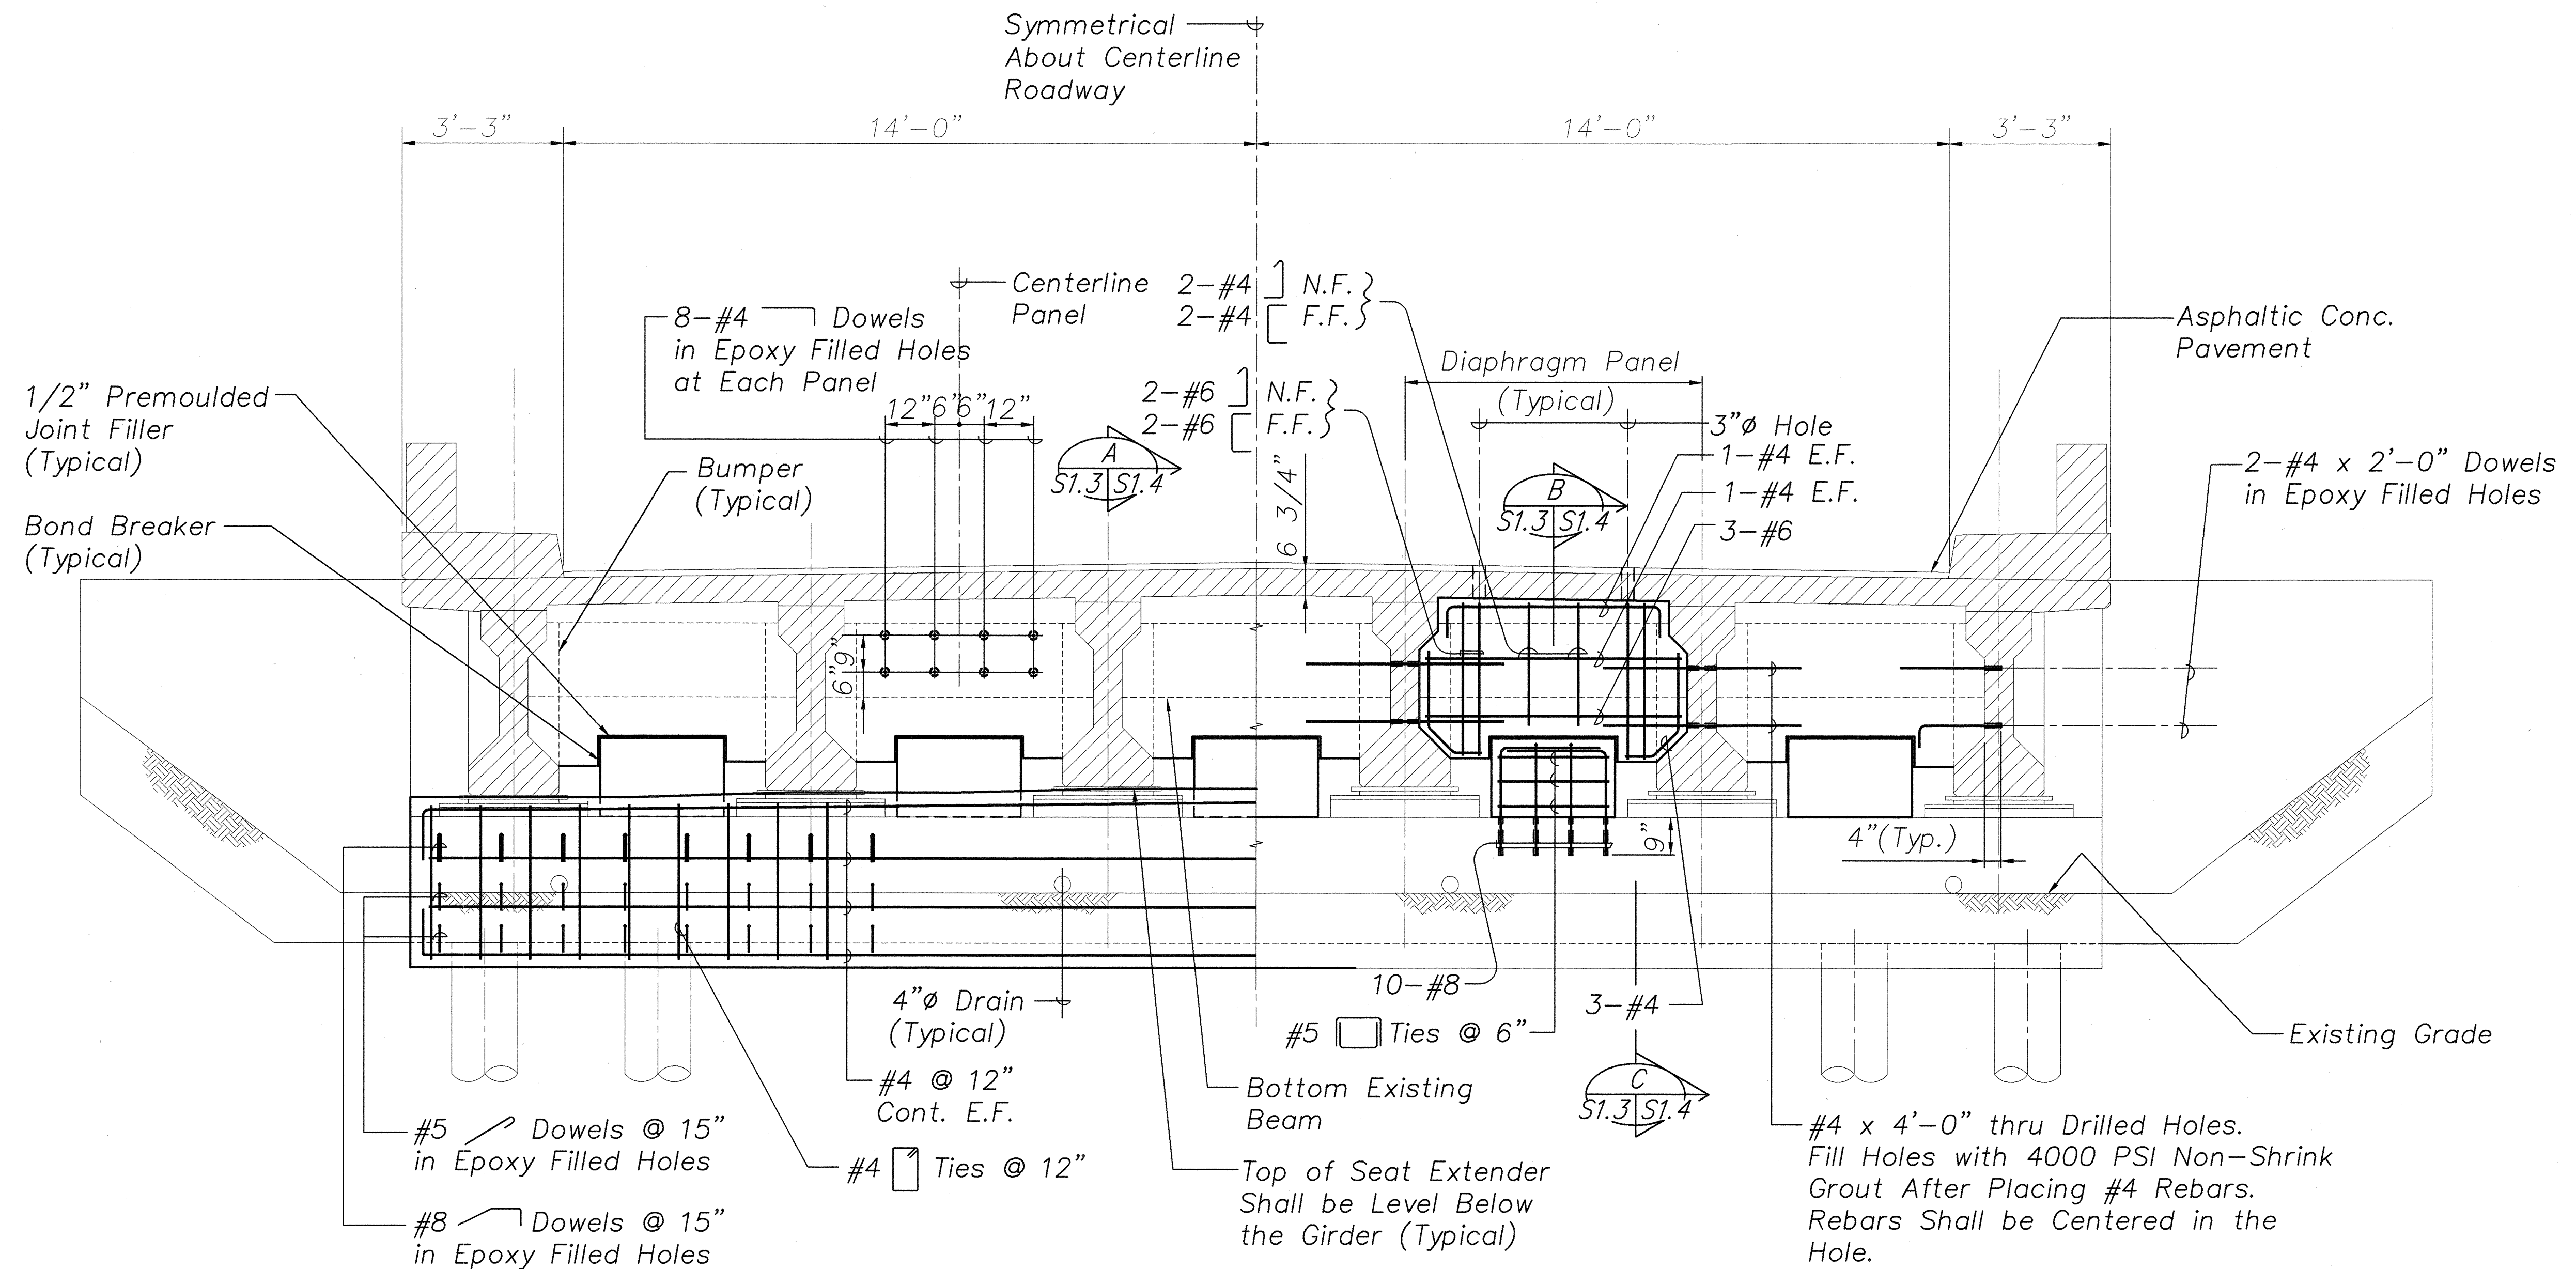 Symmetrical
About Centerline
Roadway
3'-3"
14'-0"
14'-0"
3'-3"
Centerline
Panel
2-#4 N.F.
2-#4 F.F.
8-#4 Dowels
in Epoxy Filled Holes
at Each Panel
Asphaltic Conc.
Pavement
Diaphragm Panel
(Typical)
2-#6 N.F.
2-#6 F.F.
1/2" Premoulded
Joint Filler
(Typical)
12"
6"
6"
12"
3"ø Hole
1-#4 E.F.
1-#4 E.F.
3-#6
A
S1.3
S1.4
6 3/4"
B
S1.3
S1.4
2-#4 x 2'-0" Dowels
in Epoxy Filled Holes
Bumper
(Typical)
Bond Breaker
(Typical)
9"
6"
9"
4"(Typ.)
10-#8
3-#4
4"ø Drain
(Typical)
#5 Ties @ 6"
Existing Grade
#4 @ 12"
Cont. E.F.
Bottom Existing
Beam
C
S1.3
S1.4
#5 Dowels @ 15"
in Epoxy Filled Holes
#4 Ties @ 12"
Top of Seat Extender
Shall be Level Below
the Girder (Typical)
#4 x 4'-0" thru Drilled Holes.
Fill Holes with 4000 PSI Non-Shrink
Grout After Placing #4 Rebars.
Rebars Shall be Centered in the
Hole.
#8 Dowels @ 15"
in Epoxy Filled Holes